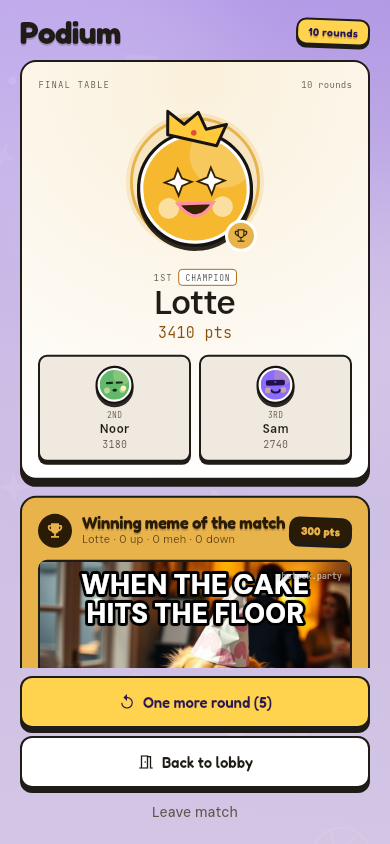 Podium
10 rounds
FINAL TABLE
10 rounds
1ST CHAMPION
Lotte
3410 pts
2ND
Noor
3180
3RD
Sam
2740
Winning meme of the match
Lotte · 0 up · 0 meh · 0 down
300 pts
WHEN THE CAKE
HITS THE FLOOR
.party
One more round (5)
Back to lobby
Leave match